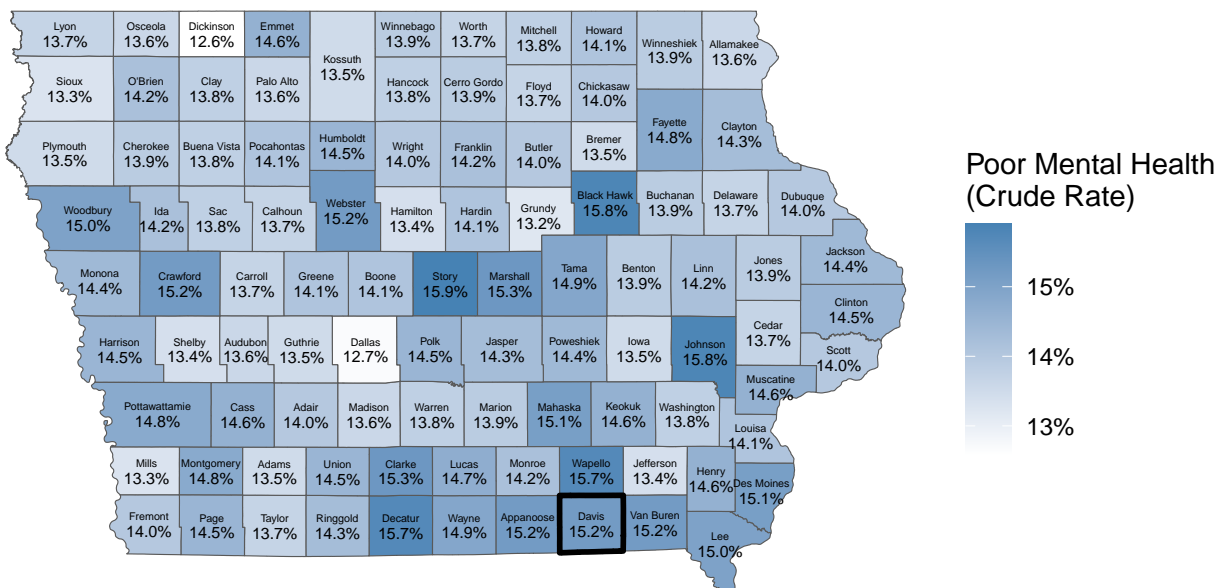 Lyon
13.7%
Osceola
13.6%
Dickinson
12.6%
Emmet
14.6%
Kossuth
13.5%
Winnebago
13.9%
Worth
13.7%
Mitchell
13.8%
Howard
14.1%
Winneshiek
13.9%
Allamakee
13.6%
Sioux
13.3%
O'Brien
14.2%
Clay
13.8%
Palo Alto
13.6%
Hancock
13.8%
Cerro Gordo
13.9%
Floyd
13.7%
Chickasaw
14.0%
Fayette
14.8%
Clayton
14.3%
Plymouth
13.5%
Cherokee
13.9%
Buena Vista
13.8%
Pocahontas
14.1%
Humboldt
14.5%
Wright
14.0%
Franklin
14.2%
Butler
14.0%
Bremer
13.5%
Woodbury
15.0%
Ida
14.2%
Sac
13.8%
Calhoun
13.7%
Webster
15.2%
Hamilton
13.4%
Hardin
14.1%
Grundy
13.2%
Black Hawk
15.8%
Buchanan
13.9%
Delaware
13.7%
Dubuque
14.0%
Monona
14.4%
Crawford
15.2%
Carroll
13.7%
Greene
14.1%
Boone
14.1%
Story
15.9%
Marshall
15.3%
Tama
14.9%
Benton
13.9%
Linn
14.2%
Jones
13.9%
Jackson
14.4%
Clinton
14.5%
Harrison
14.5%
Shelby
13.4%
Audubon
13.6%
Guthrie
13.5%
Dallas
12.7%
Polk
14.5%
Jasper
14.3%
Poweshiek
14.4%
Iowa
13.5%
Johnson
15.8%
Cedar
13.7%
Scott
14.0%
Muscatine
14.6%
Pottawattamie
14.8%
Cass
14.6%
Adair
14.0%
Madison
13.6%
Warren
13.8%
Marion
13.9%
Mahaska
15.1%
Keokuk
14.6%
Washington
13.8%
Louisa
14.1%
Mills
13.3%
Montgomery
14.8%
Adams
13.5%
Union
14.5%
Clarke
15.3%
Lucas
14.7%
Monroe
14.2%
Wapello
15.7%
Jefferson
13.4%
Henry
14.6%
Des Moines
15.1%
Fremont
14.0%
Page
14.5%
Taylor
13.7%
Ringgold
14.3%
Decatur
15.7%
Wayne
14.9%
Appanoose
15.2%
Davis
15.2%
Van Buren
15.2%
Lee
15.0%
Poor Mental Health
(Crude Rate)
15%
14%
13%